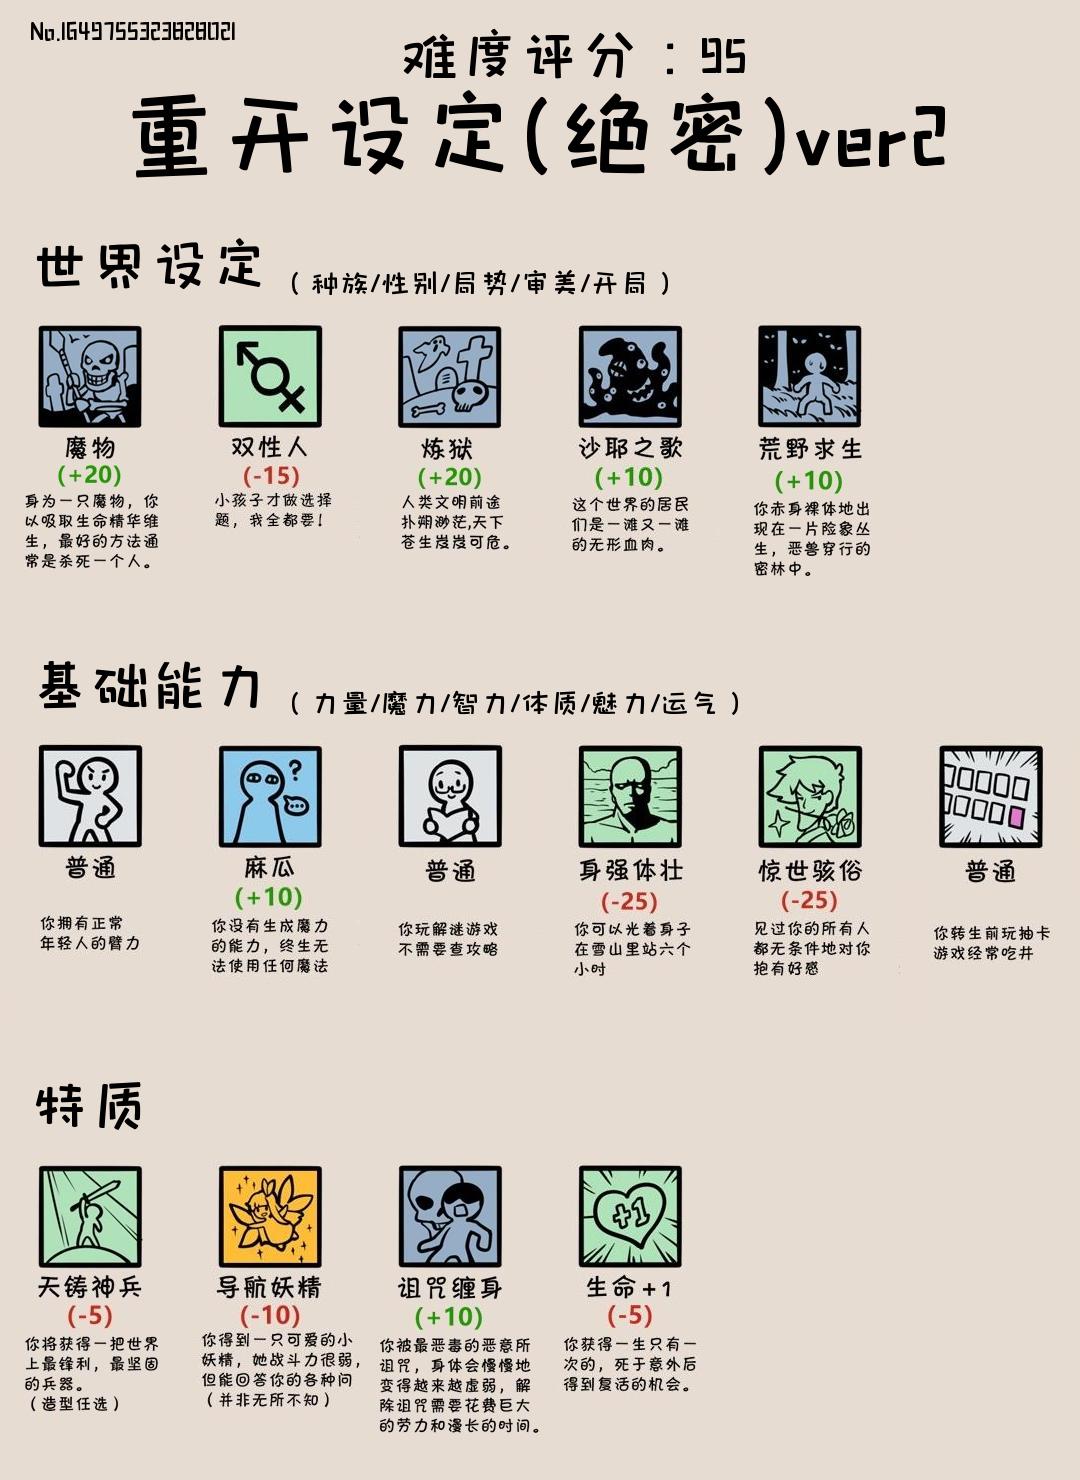 No.1649755323828021
难度评分：95
重开设定(绝密)ver2
世界设定（种族/性别/局势/审美/开局）
魔物 双性人 炼狱 沙耶之歌 荒野求生
(+20) (-15) (+20) (+10) (+10)
身为一只魔物，你
以吸取生命精华维
生，最好的方法通
常是杀死一个人。
小孩子才做选择
题，我全都要！
人类文明前途
扑朔渺茫,天下
苍生岌岌可危。
这个世界的居民
们是一滩又一滩
的无形血肉。
你赤身裸体地出
现在一片险象丛
生，恶兽穿行的
密林中。
基础能力（力量/魔力/智力/体质/魅力/运气）
普通 麻瓜 普通 身强体壮 惊世骇俗 普通
(+10) (-25) (-25)
你拥有正常
年轻人的臂力
?
你没有生成魔力
的能力，终生无
法使用任何魔法
你玩解谜游戏
不需要查攻略
你可以光着身子
在雪山里站六个
小时
见过你的所有人
都无条件地对你
抱有好感
你转生前玩抽卡
游戏经常吃井
特质
+1
天铸神兵 导航妖精 诅咒缠身 生命+1
(-5) (-10) (+10) (-5)
你将获得一把世界
上最锋利，最坚固
的兵器。
（造型任选）
你得到一只可爱的小
妖精，她战斗力很弱，
但能回答你的各种问
（并非无所不知）
你被最恶毒的恶意所
诅咒，身体会慢慢地
变得越来越虚弱，解
除诅咒需要花费巨大
的劳力和漫长的时间。
你获得一生只有一
次的，死于意外后
得到复活的机会。